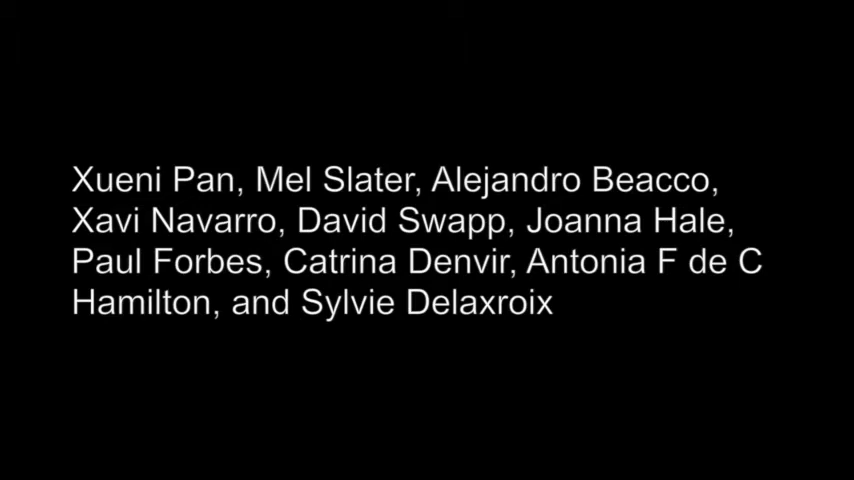 Xueni Pan, Mel Slater, Alejandro Beacco,
Xavi Navarro, David Swapp, Joanna Hale,
Paul Forbes, Catrina Denvir, Antonia F de C
Hamilton, and Sylvie Delaxroix